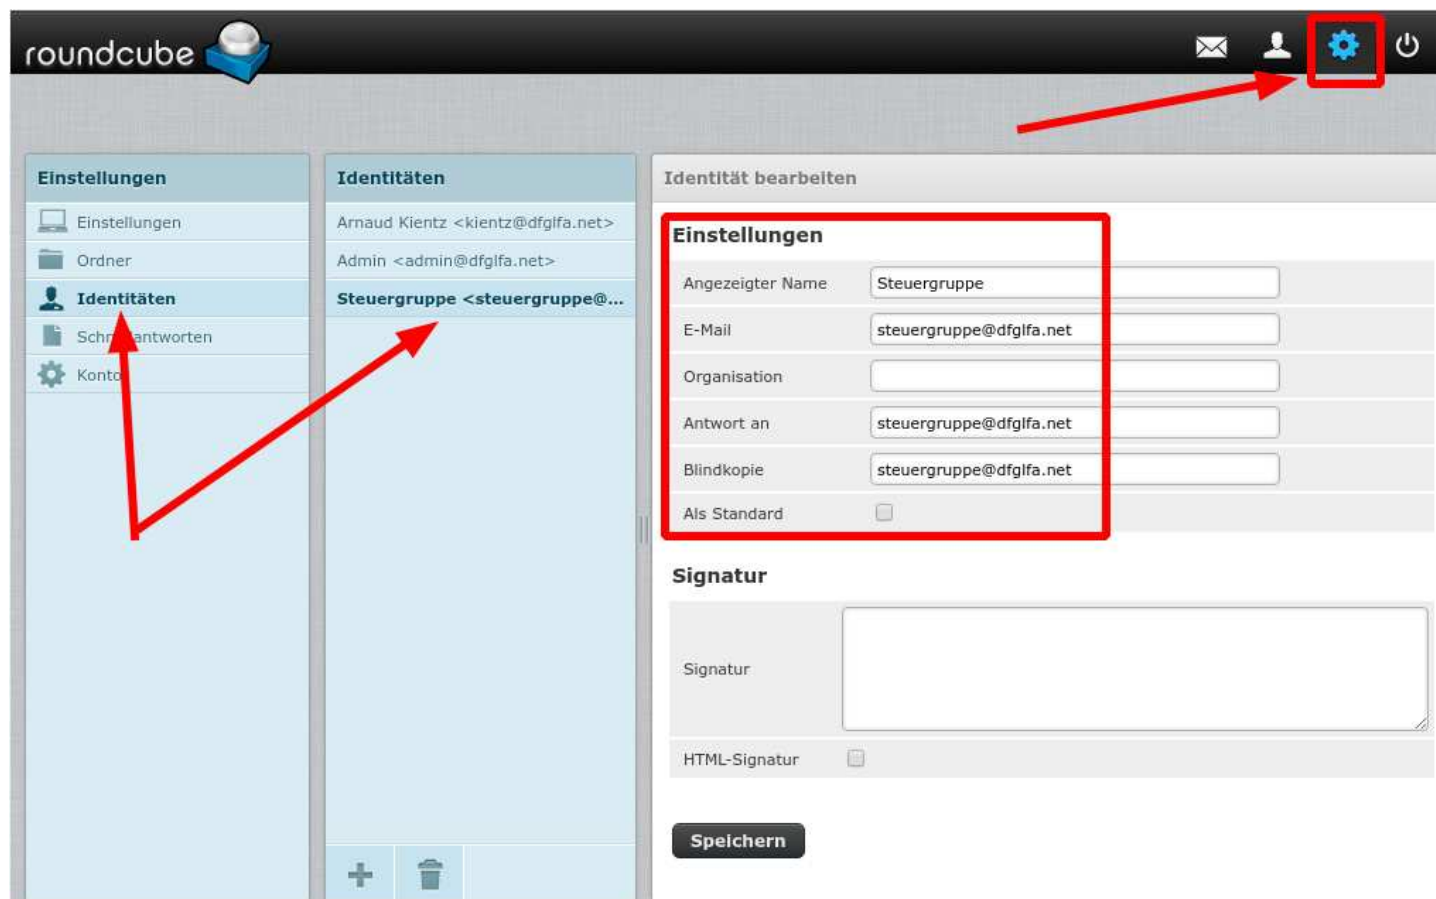 roundcube
Einstellungen
Einstellungen
Ordner
Identitäten
Konto
Identitäten
Arnaud Kientz <kientz@dfglfa.net>
Admin <admin@dfglfa.net>
Steuergruppe <steuergruppe@...
Identität bearbeiten
Einstellungen
Angezeigter Name Steuergruppe
E-Mail steuergruppe@dfglfa.net
Organisation
Antwort an steuergruppe@dfglfa.net
Blindkopie steuergruppe@dfglfa.net
Als Standard
Signatur
Signatur
HTML-Signatur
Speichern